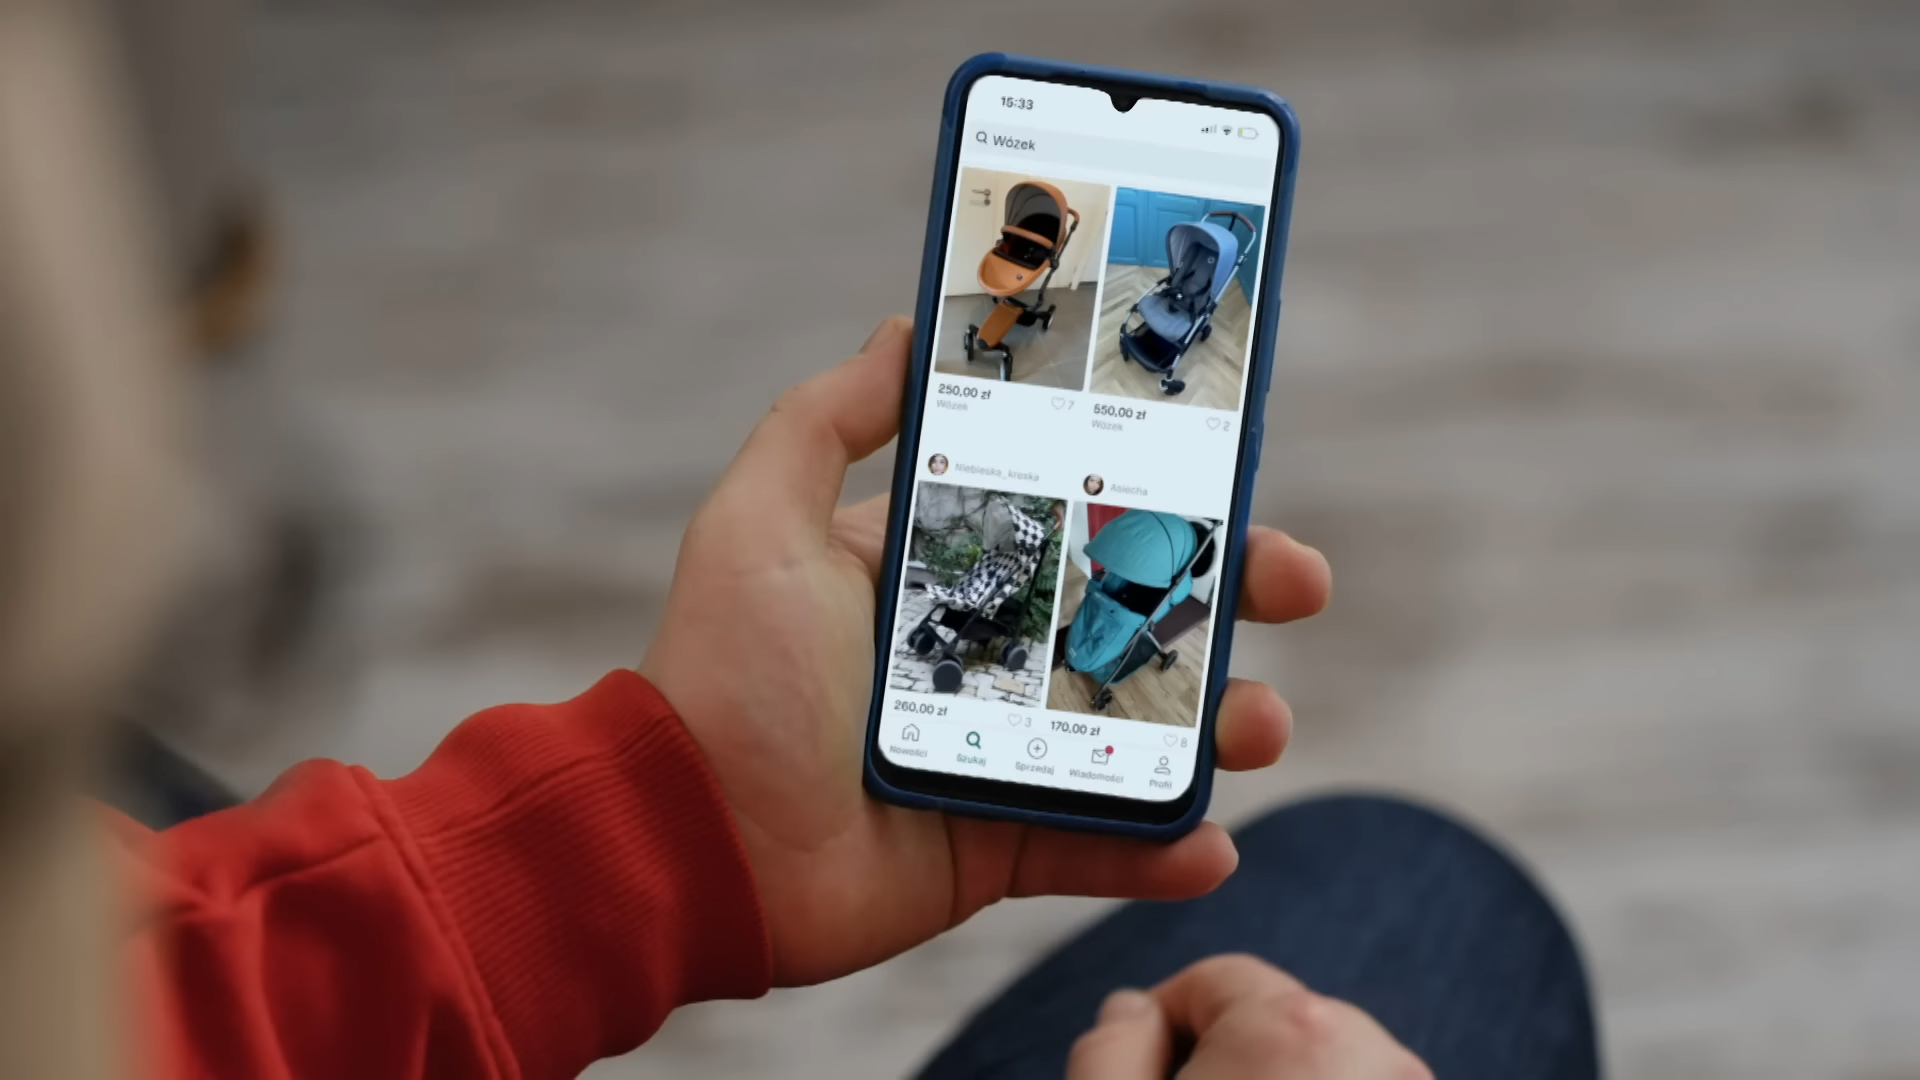 15:33
Wózek
250,00 zł
7
Wózek
550,00 zł
2
Wózek
Niebieska_kreska
Asiocha
260,00 zł
3
170,00 zł
8
Nowości
Szukaj
Sprzedaj
Wiadomości
Profil